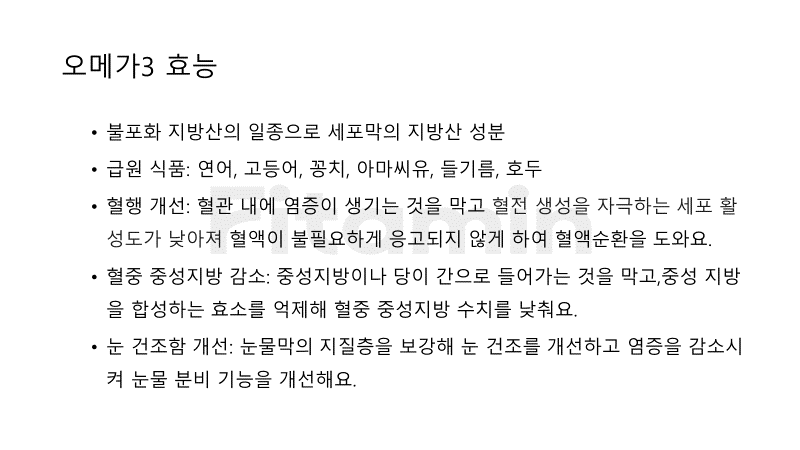 오메가3 효능
• 불포화 지방산의 일종으로 세포막의 지방산 성분
• 급원 식품: 연어, 고등어, 꽁치, 아마씨유, 들기름, 호두
• 혈행 개선: 혈관 내에 염증이 생기는 것을 막고 혈전 생성을 자극하는 세포 활
성도가 낮아져 혈액이 불필요하게 응고되지 않게 하여 혈액순환을 도와요.
Fitamin
• 혈중 중성지방 감소: 중성지방이나 당이 간으로 들어가는 것을 막고,중성 지방
을 합성하는 효소를 억제해 혈중 중성지방 수치를 낮춰요.
• 눈 건조함 개선: 눈물막의 지질층을 보강해 눈 건조를 개선하고 염증을 감소시
켜 눈물 분비 기능을 개선해요.